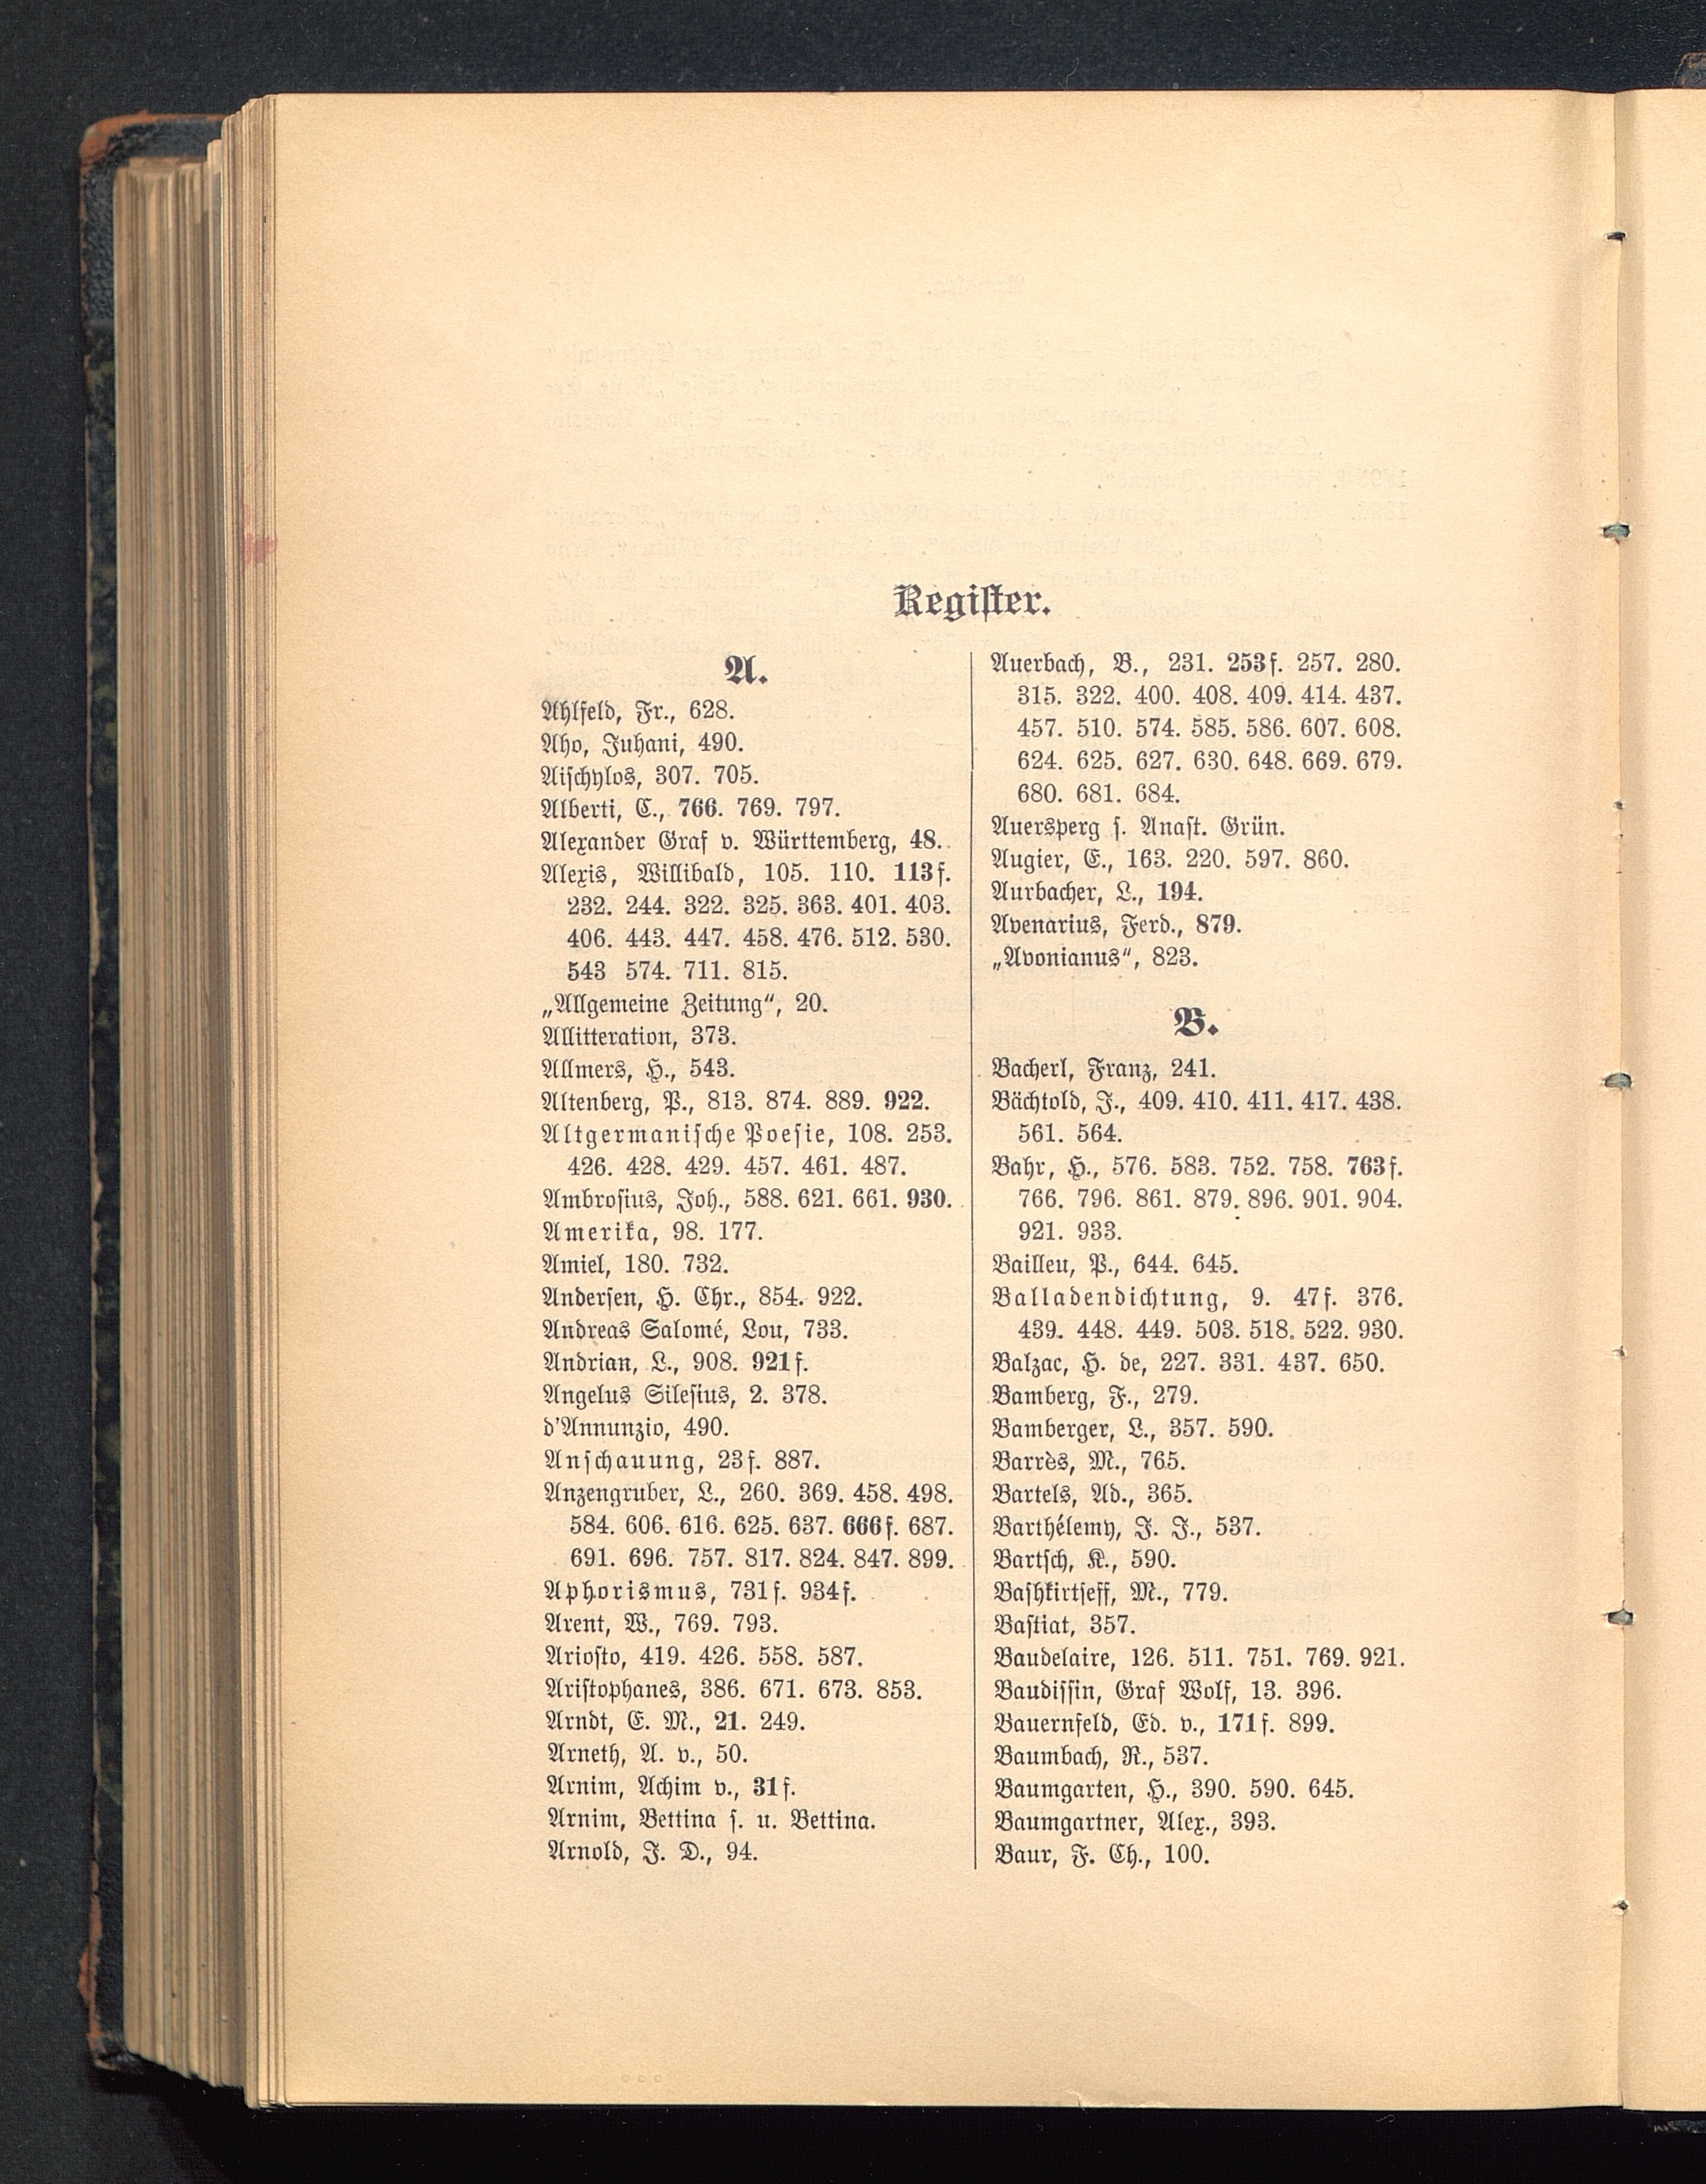 Register.
A.
Ahlfeld, Fr., 628.
Aho, Juhani, 490.
Aischylos, 307. 705.
Alberti, C., 766. 769. 797.
Alexander Graf v. Württemberg, 48.
Alexis, Willibald, 105. 110. 113f.
232. 244. 322. 325. 363. 401. 403.
406. 443. 447. 458. 476. 512. 530.
543 574. 711. 815.
„Allgemeine Zeitung“, 20.
Allitteration, 373.
Allmers, H., 543.
Altenberg, P., 813. 874. 889. 922.
Altgermanische Poesie, 108. 253.
426. 428. 429. 457. 461. 487.
Ambrosius, Joh., 588. 621. 661. 930.
Amerika, 98. 177.
Amiel, 180. 732.
Andersen, H. Chr., 854. 922.
Andreas Salomé, Lou, 733.
Andrian, L., 908. 921f.
Angelus Silesius, 2. 378.
d'Annunzio, 490.
Anschauung, 23f. 887.
Anzengruber, L., 260. 369. 458. 498.
584. 606. 616. 625. 637. 666f. 687.
691. 696. 757. 817. 824. 847. 899.
Aphorismus, 731f. 934f.
Arent, W., 769. 793.
Ariosto, 419. 426. 558. 587.
Aristophanes, 386. 671. 673. 853.
Arndt, E. M., 21. 249.
Arneth, A. v., 50.
Arnim, Achim v., 31f.
Arnim, Bettina s. u. Bettina.
Arnold, J. D., 94.
Auerbach, B., 231. 253f. 257. 280.
315. 322. 400. 408. 409. 414. 437.
457. 510. 574. 585. 586. 607. 608.
624. 625. 627. 630. 648. 669. 679.
680. 681. 684.
Auersperg s. Anast. Grün.
Augier, E., 163. 220. 597. 860.
Aurbacher, L., 194.
Avenarius, Ferd., 879.
„Avonianus“, 823.
B.
Bacherl, Franz, 241.
Bächtold, J., 409. 410. 411. 417. 438.
561. 564.
Bahr, H., 576. 583. 752. 758. 763f.
766. 796. 861. 879. 896. 901. 904.
921. 933.
Bailleu, P., 644. 645.
Balladendichtung, 9. 47f. 376.
439. 448. 449. 503. 518. 522. 930.
Balzac, H. de, 227. 331. 437. 650.
Bamberg, F., 279.
Bamberger, L., 357. 590.
Barrès, M., 765.
Bartels, Ad., 365.
Barthélemy, J. J., 537.
Bartsch, K., 590.
Bashkirtseff, M., 779.
Bastiat, 357.
Baudelaire, 126. 511. 751. 769. 921.
Baudissin, Graf Wolf, 13. 396.
Bauernfeld, Ed. v., 171f. 899.
Baumbach, R., 537.
Baumgarten, H., 390. 590. 645.
Baumgartner, Alex., 393.
Baur, F. Ch., 100.